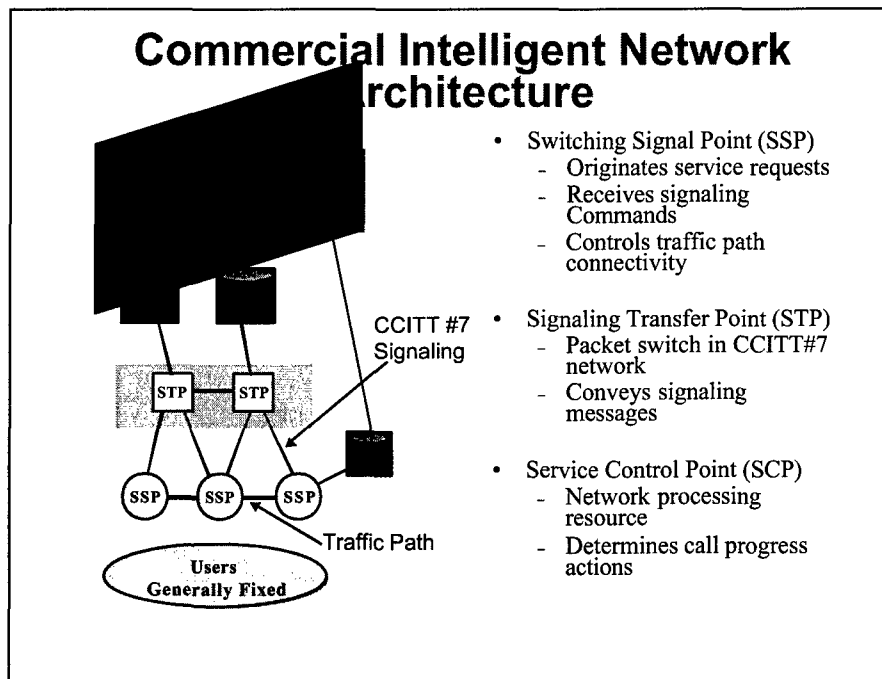 Commercial Intelligent Network
rchitecture
• Switching Signal Point (SSP)
- Originates service requests
- Receives signaling
Commands
- Controls traffic path
connectivity
• Signaling Transfer Point (STP)
- Packet switch in CCITT#7
network
- Conveys signaling
messages
• Service Control Point (SCP)
- Network processing
resource
- Determines call progress
actions
CCITT #7
Signaling
STP
STP
SSP
SSP
SSP
Traffic Path
Users
Generally Fixed